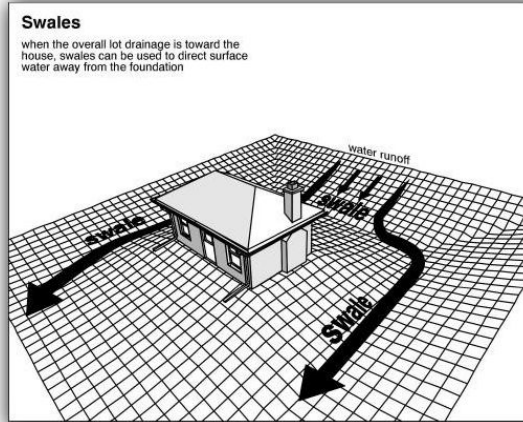 Swales
when the overall lot drainage is toward the
house, swales can be used to direct surface
water away from the foundation
water runoff
swale
swale
swale